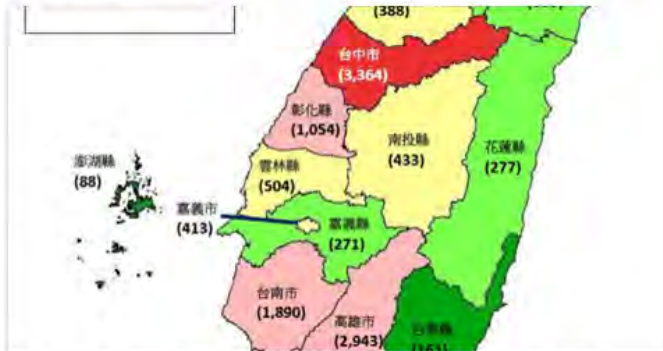 (388)
台中市
(3,364)
彰化縣
(1,054)
南投縣
(433)
花蓮縣
(277)
澎湖縣
(88)
雲林縣
(504)
嘉義市
(413)
嘉義縣
(271)
台南市
(1,890)
高雄市
(2,943)
台東縣